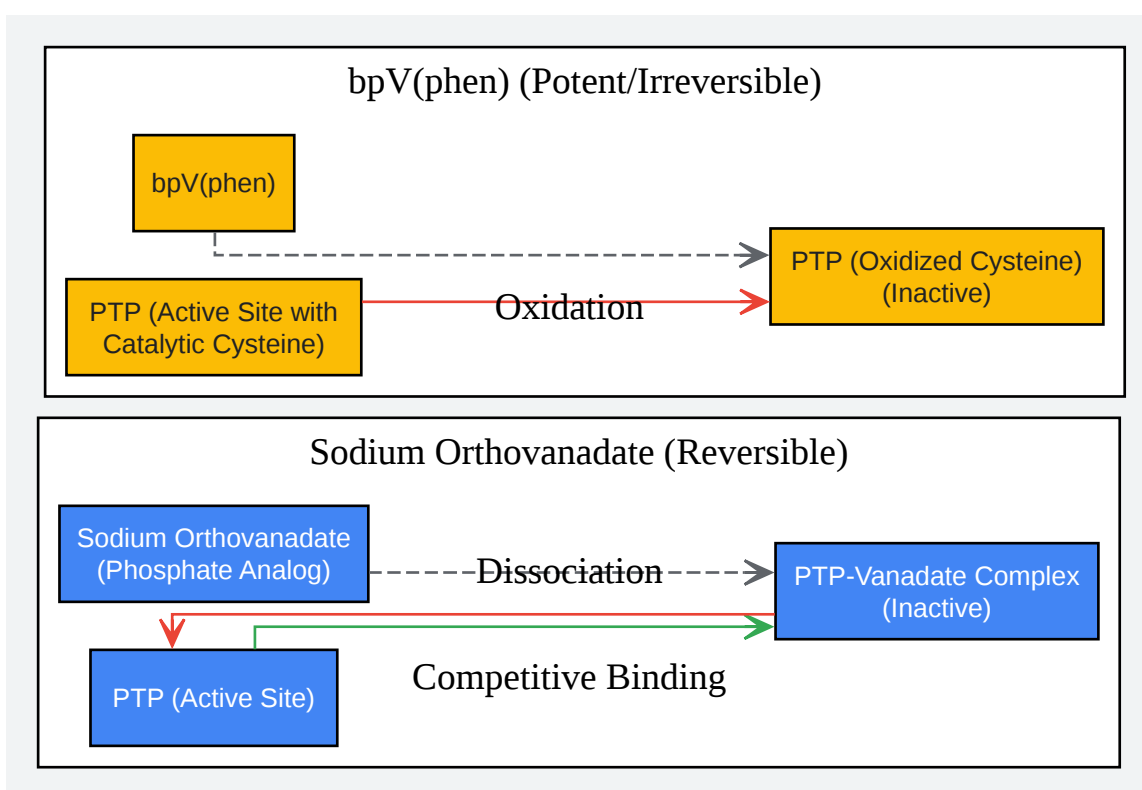 bpV(phen) (Potent/Irreversible)
bpV(phen)
PTP (Active Site with
Catalytic Cysteine)
Oxidation
PTP (Oxidized Cysteine)
(Inactive)
Sodium Orthovanadate (Reversible)
Sodium Orthovanadate
(Phosphate Analog)
Dissociation
PTP-Vanadate Complex
(Inactive)
PTP (Active Site)
Competitive Binding